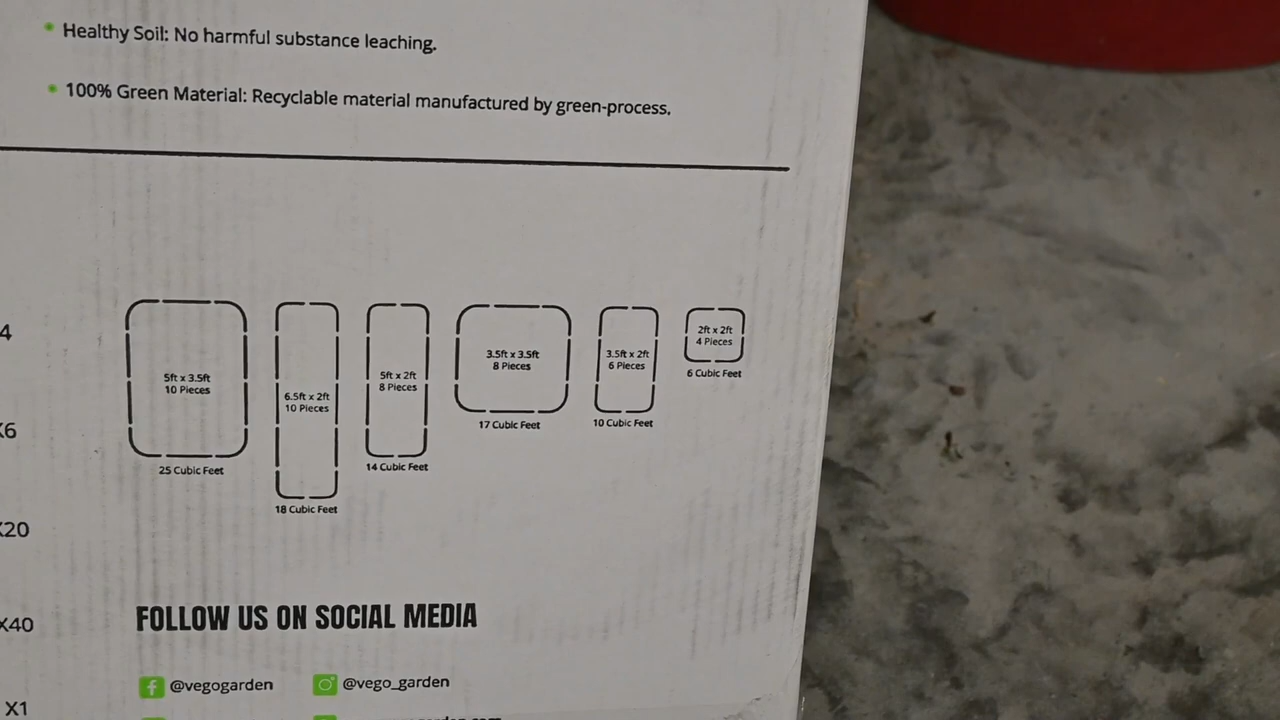 Healthy Soil: No harmful substance leaching.
100% Green Material: Recyclable material manufactured by green-process.
4
X6
X20
X40
X1
5ft x 3.5ft
10 Pieces
25 Cubic Feet
6.5ft x 2ft
10 Pieces
18 Cubic Feet
5ft x 2ft
8 Pieces
14 Cubic Feet
3.5ft x 3.5ft
8 Pieces
17 Cubic Feet
3.5ft x 2ft
6 Pieces
10 Cubic Feet
2ft x 2ft
4 Pieces
6 Cubic Feet
FOLLOW US ON SOCIAL MEDIA
@vegogarden
@vego_garden